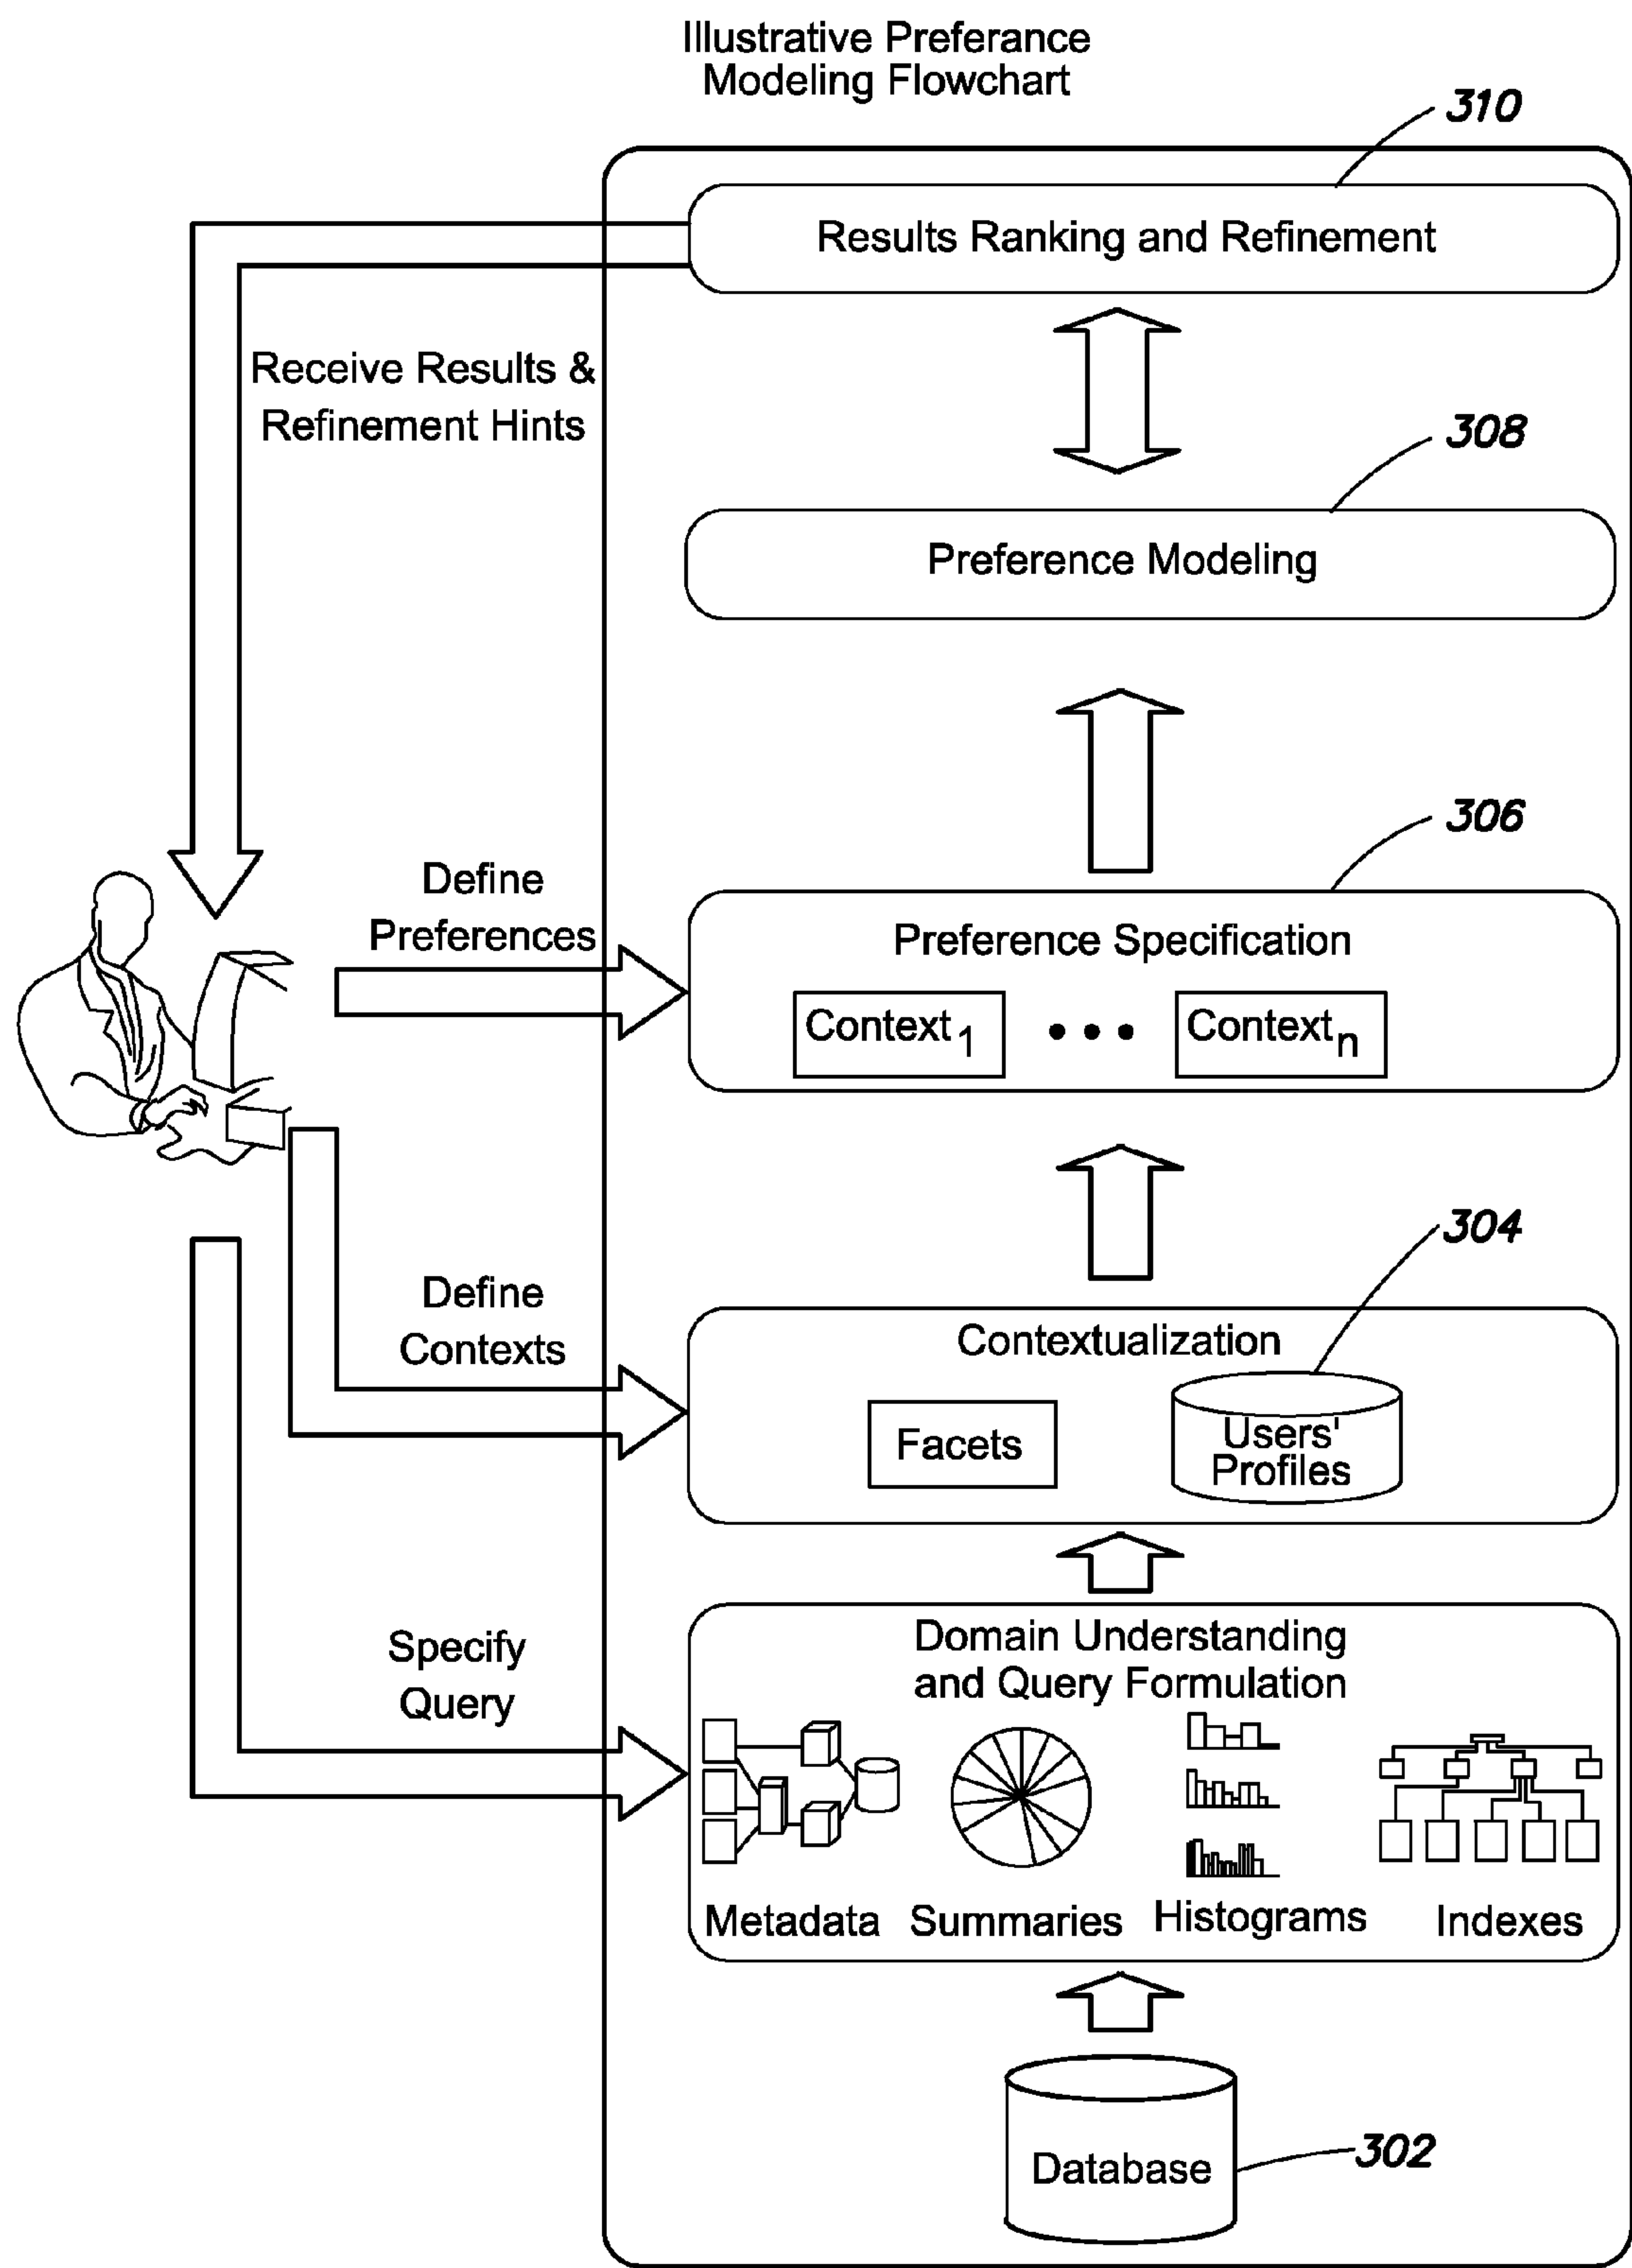 Illustrative Preferance
Modeling Flowchart
310
Results Ranking and Refinement
Receive Results &
Refinement Hints
308
Preference Modeling
306
Define
Preferences
Preference Specification
Context1 • • • Contextn
304
Define
Contexts
Contextualization
Facets
Users'
Profiles
Specify
Query
Domain Understanding
and Query Formulation
Metadata Summaries Histograms Indexes
Database
302